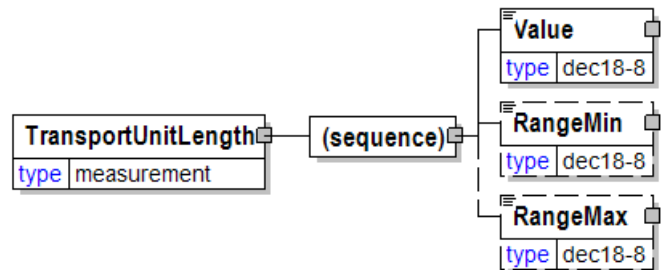 Value
type dec18-8
RangeMin
type dec18-8
TransportUnitLength
type measurement
(sequence)
RangeMax
type dec18-8